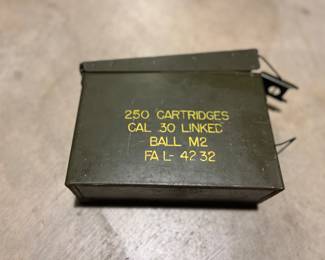 250 CARTRIDGES
CAL 30 LINKED
BALL M2
FA L- 4232